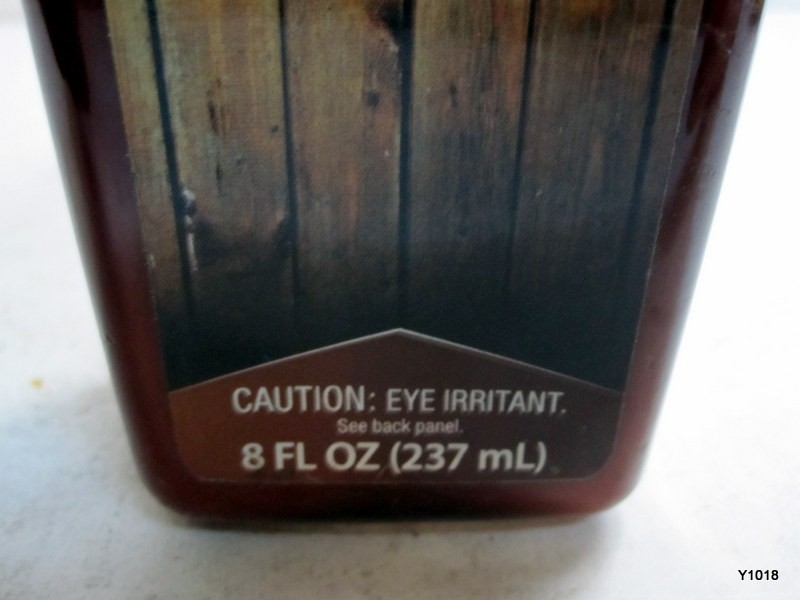 CAUTION: EYE IRRITANT.
See back panel.
8 FL OZ (237 mL)
Y1018